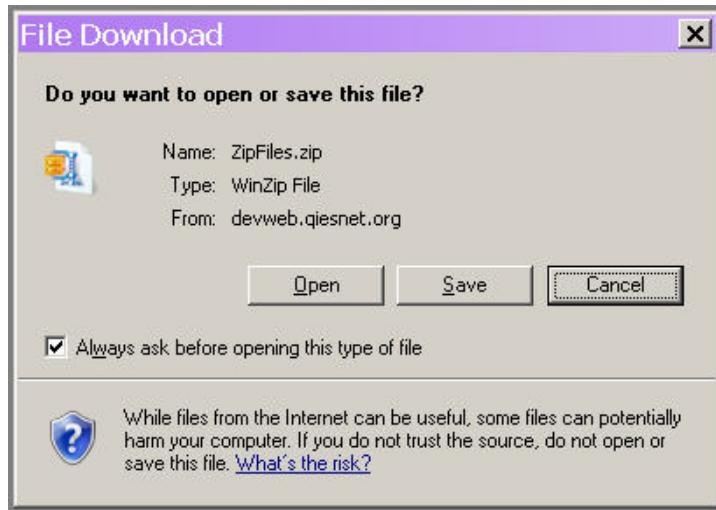 File Download
Do you want to open or save this file?
Name: ZipFiles.zip
Type: WinZip File
From: devweb.qiesnet.org
Open Save Cancel
Always ask before opening this type of file
While files from the Internet can be useful, some files can potentially
harm your computer. If you do not trust the source, do not open or
save this file. What's the risk?